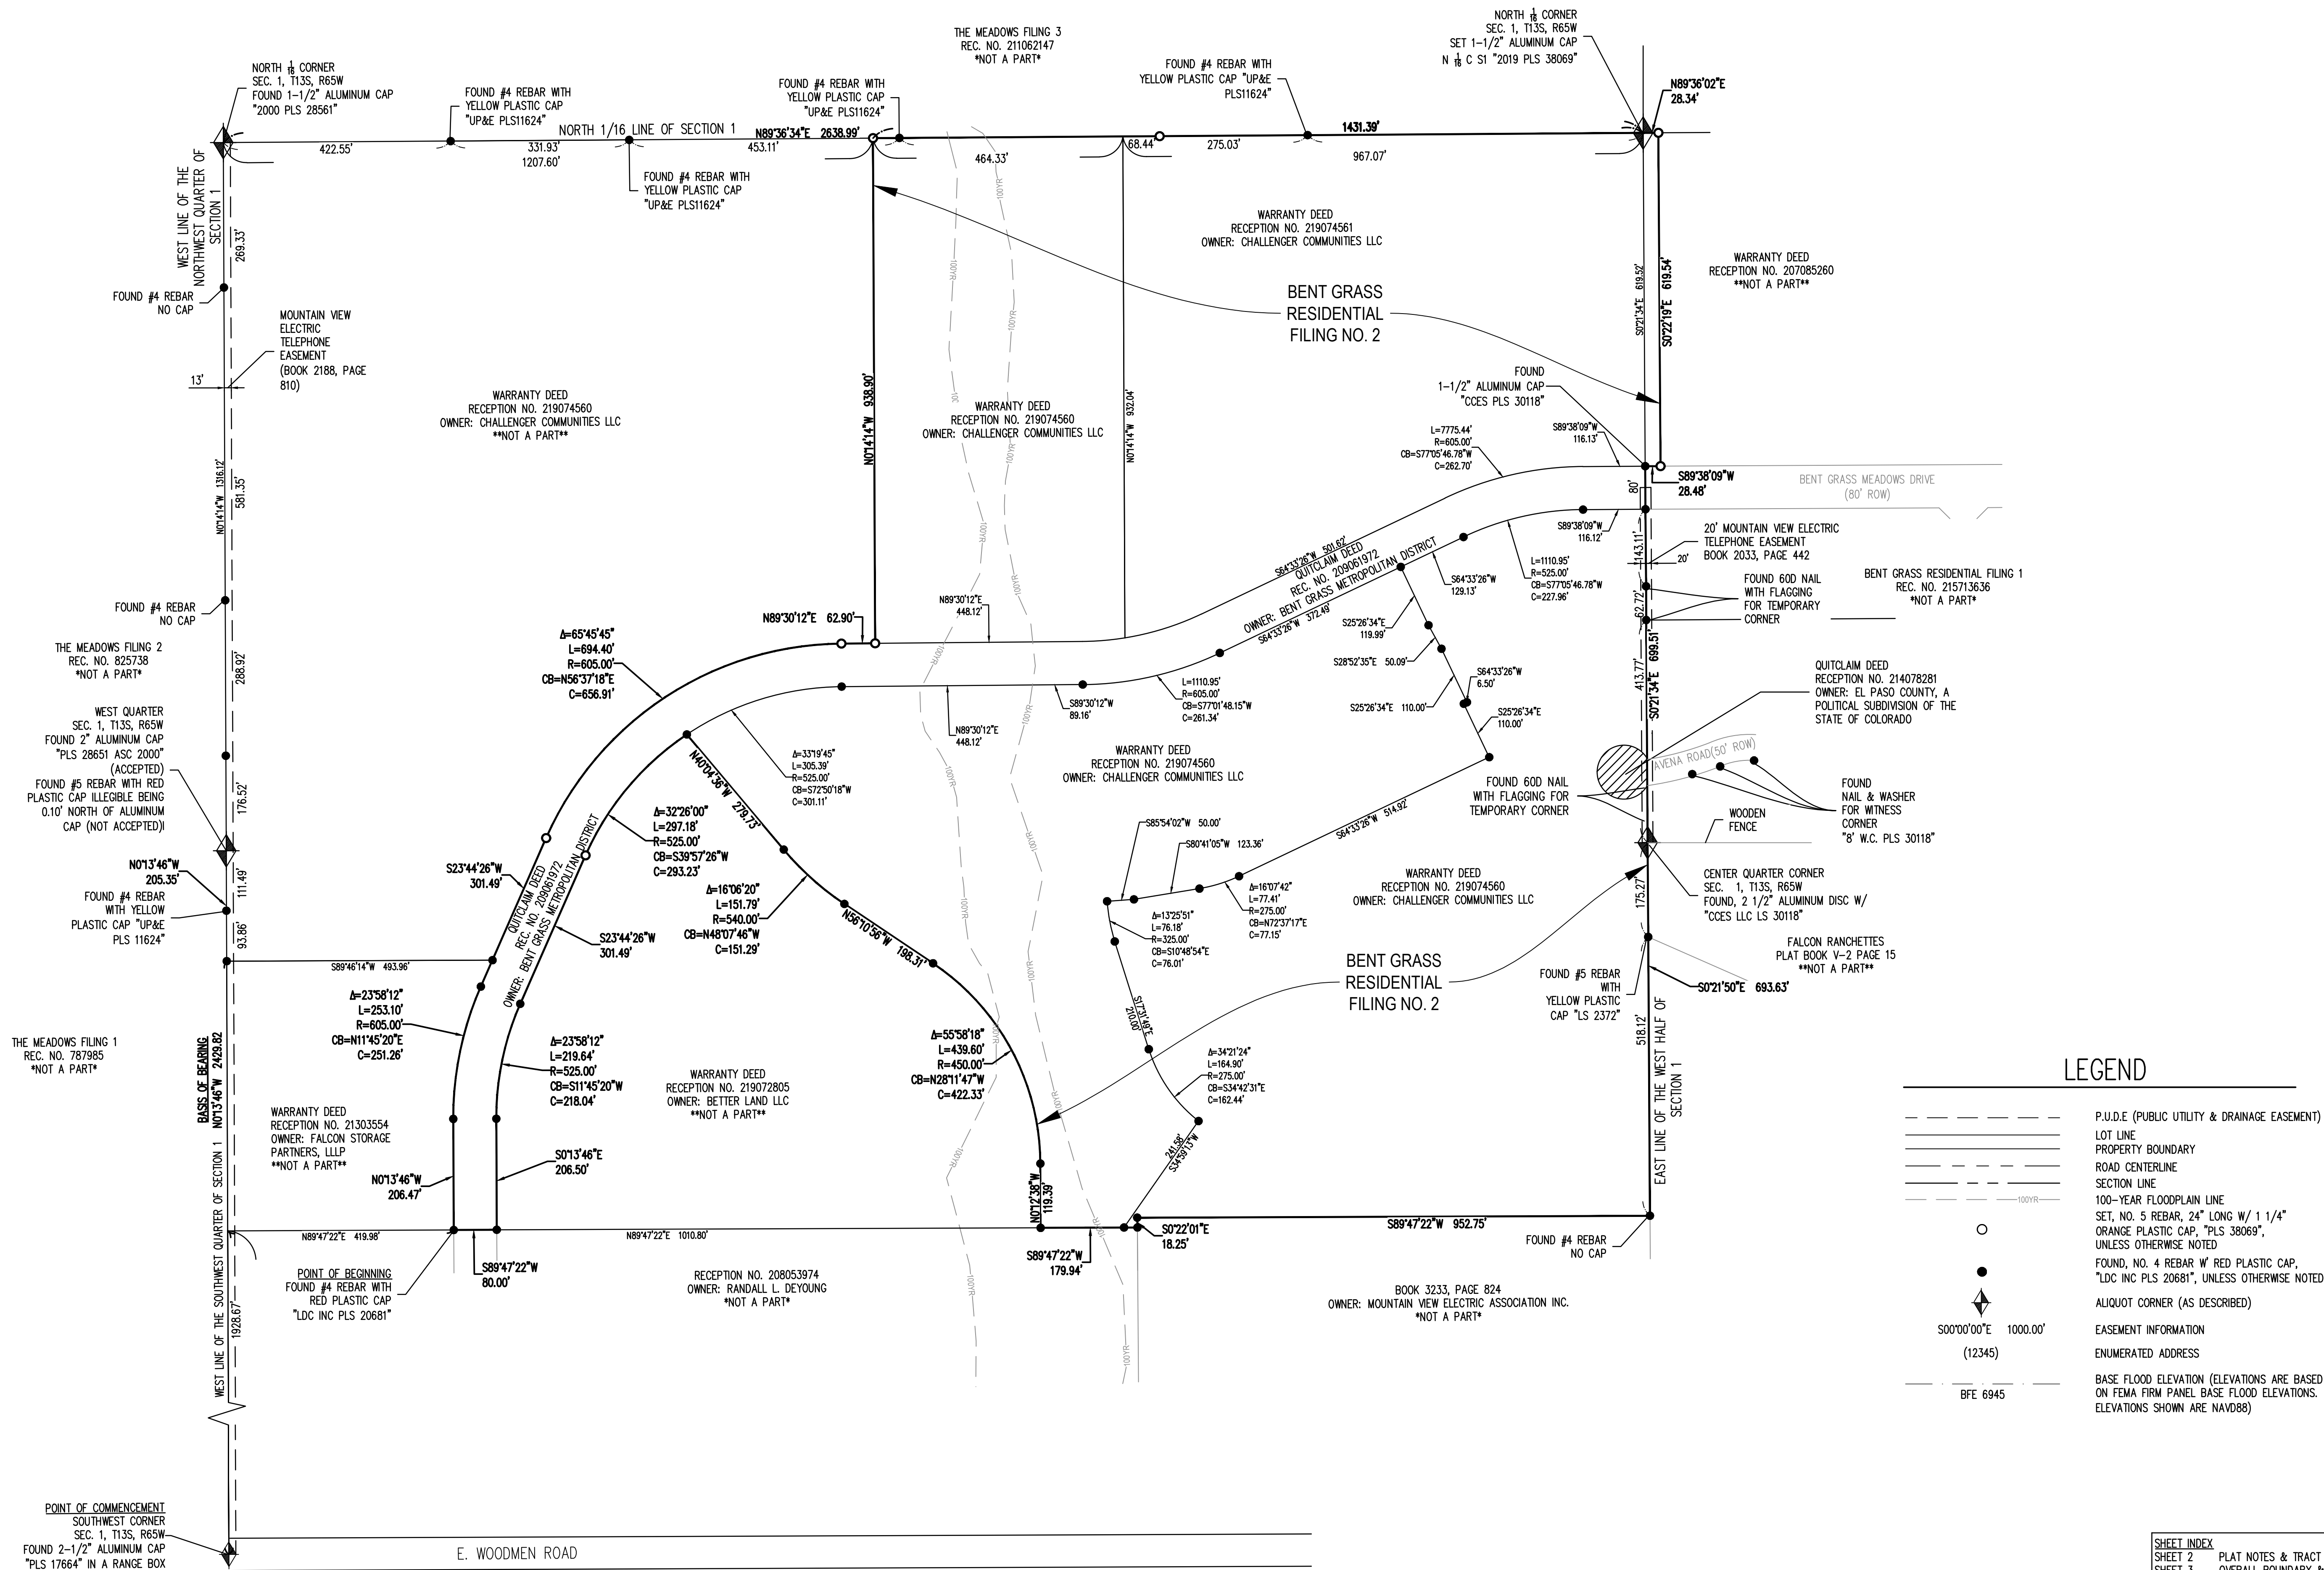 THE MEADOWS FILING 3
REC. NO. 211062147
*NOT A PART*
NORTH 1/16 CORNER
SEC. 1, T13S, R65W
SET 1-1/2" ALUMINUM CAP
N 1/16 C S1 "2019 PLS 38069"
NORTH 1/16 CORNER
SEC. 1, T13S, R65W
FOUND 1-1/2" ALUMINUM CAP
"2000 PLS 28561"
FOUND #4 REBAR WITH
YELLOW PLASTIC CAP
"UP&E PLS11624"
FOUND #4 REBAR WITH
YELLOW PLASTIC CAP
"UP&E PLS11624"
FOUND #4 REBAR WITH
YELLOW PLASTIC CAP "UP&E
PLS11624"
N89°36'02"E
28.34'
NORTH 1/16 LINE OF SECTION 1
N89°36'34"E 2638.99'
1431.39'
422.55'
331.93'
1207.60'
453.11'
464.33'
68.44'
275.03'
967.07'
FOUND #4 REBAR WITH
YELLOW PLASTIC CAP
"UP&E PLS11624"
WEST LINE OF THE
NORTHWEST QUARTER OF
SECTION 1
269.33'
FOUND #4 REBAR
NO CAP
MOUNTAIN VIEW
ELECTRIC
TELEPHONE
EASEMENT
(BOOK 2188, PAGE
810)
13'
WARRANTY DEED
RECEPTION NO. 219074561
OWNER: CHALLENGER COMMUNITIES LLC
WARRANTY DEED
RECEPTION NO. 207085260
**NOT A PART**
S0°21'34"E 619.52'
S0°22'19"E 619.54'
BENT GRASS
RESIDENTIAL
FILING NO. 2
WARRANTY DEED
RECEPTION NO. 219074560
OWNER: CHALLENGER COMMUNITIES LLC
**NOT A PART**
N0°14'14"W 938.90'
WARRANTY DEED
RECEPTION NO. 219074560
OWNER: CHALLENGER COMMUNITIES LLC
N0°14'14"W 932.04'
FOUND
1-1/2" ALUMINUM CAP
"CCES PLS 30118"
L=7775.44'
R=605.00'
CB=S77°05'46.78"W
C=262.70'
S89°38'09"W
116.13'
S89°38'09"W
28.48'
BENT GRASS MEADOWS DRIVE
(80' ROW)
80'
S89°38'09"W
116.12'
20' MOUNTAIN VIEW ELECTRIC
TELEPHONE EASEMENT
BOOK 2033, PAGE 442
20'
143.11'
62.72'
413.77'
S0°21'34"E 699.51'
N0°14'14"W 1316.12'
581.35'
FOUND #4 REBAR
NO CAP
288.92'
THE MEADOWS FILING 2
REC. NO. 825738
*NOT A PART*
S64°33'26"W 501.62'
QUITCLAIM DEED
REC. NO. 209061972
OWNER: BENT GRASS METROPOLITAN DISTRICT
S64°33'26"W 372.49'
S64°33'26"W
129.13'
L=1110.95'
R=525.00'
CB=S77°05'46.78"W
C=227.96'
FOUND 60D NAIL
WITH FLAGGING
FOR TEMPORARY
CORNER
BENT GRASS RESIDENTIAL FILING 1
REC. NO. 215713636
*NOT A PART*
N89°30'12"E 62.90'
N89°30'12"E
448.12'
Δ=65°45'45"
L=694.40'
R=605.00'
CB=N56°37'18"E
C=656.91'
S25°26'34"E
119.99'
S28°52'35"E 50.09'
S64°33'26"W
6.50'
S25°26'34"E 110.00'
S25°26'34"E
110.00'
QUITCLAIM DEED
RECEPTION NO. 214078281
OWNER: EL PASO COUNTY, A
POLITICAL SUBDIVISION OF THE
STATE OF COLORADO
L=1110.95'
R=605.00'
CB=S77°01'48.15"W
C=261.34'
S89°30'12"W
89.16'
N89°30'12"E
448.12'
WEST QUARTER
SEC. 1, T13S, R65W
FOUND 2" ALUMINUM CAP
"PLS 28651 ASC 2000"
(ACCEPTED)
FOUND #5 REBAR WITH RED
PLASTIC CAP ILLEGIBLE BEING
0.10' NORTH OF ALUMINUM
CAP (NOT ACCEPTED)I
176.52'
Δ=33°19'45"
L=305.39'
R=525.00'
CB=S72°50'18"W
C=301.11'
N40°04'36"W 279.73'
WARRANTY DEED
RECEPTION NO. 219074560
OWNER: CHALLENGER COMMUNITIES LLC
AVENA ROAD(50' ROW)
FOUND 60D NAIL
WITH FLAGGING FOR
TEMPORARY CORNER
WOODEN
FENCE
FOUND
NAIL & WASHER
FOR WITNESS
CORNER
"8' W.C. PLS 30118"
Δ=32°26'00"
L=297.18'
R=525.00'
CB=S39°57'26"W
C=293.23'
S64°33'26"W 514.92'
S85°54'02"W 50.00'
S80°41'05"W 123.36'
N0°13'46"W
205.35'
111.49'
FOUND #4 REBAR
WITH YELLOW
PLASTIC CAP "UP&E
PLS 11624"
93.86'
S23°44'26"W
301.49'
QUITCLAIM DEED
REC. NO. 209061972
OWNER: BENT GRASS METROPOLITAN DISTRICT
S23°44'26"W
301.49'
Δ=16°06'20"
L=151.79'
R=540.00'
CB=N48°07'46"W
C=151.29'
N56°10'56"W 198.31'
Δ=16°07'42"
L=77.41'
R=275.00'
CB=N72°37'17"E
C=77.15'
Δ=13°25'51"
L=76.18'
R=325.00'
CB=S10°48'54"E
C=76.01'
WARRANTY DEED
RECEPTION NO. 219074560
OWNER: CHALLENGER COMMUNITIES LLC
CENTER QUARTER CORNER
SEC. 1, T13S, R65W
FOUND, 2 1/2" ALUMINUM DISC W/
"CCES LLC LS 30118"
175.27'
FALCON RANCHETTES
PLAT BOOK V-2 PAGE 15
**NOT A PART**
S89°46'14"W 493.96'
BENT GRASS
RESIDENTIAL
FILING NO. 2
FOUND #5 REBAR
WITH
YELLOW PLASTIC
CAP "LS 2372"
S0°21'50"E 693.63'
518.12'
EAST LINE OF THE WEST HALF OF
SECTION 1
Δ=23°58'12"
L=253.10'
R=605.00'
CB=N11°45'20"E
C=251.26'
Δ=23°58'12"
L=219.64'
R=525.00'
CB=S11°45'20"W
C=218.04'
S17°31'49"E
210.00'
Δ=55°58'18"
L=439.60'
R=450.00'
CB=N28°11'47"W
C=422.33'
Δ=34°21'24"
L=164.90'
R=275.00'
CB=S34°42'31"E
C=162.44'
THE MEADOWS FILING 1
REC. NO. 787985
*NOT A PART*
BASIS OF BEARING
WEST LINE OF THE SOUTHWEST QUARTER OF SECTION 1 N0°13'46"W 2429.82
WARRANTY DEED
RECEPTION NO. 219072805
OWNER: BETTER LAND LLC
**NOT A PART**
WARRANTY DEED
RECEPTION NO. 21303554
OWNER: FALCON STORAGE
PARTNERS, LLLP
**NOT A PART**
N0°13'46"W
206.47'
S0°13'46"E
206.50'
241.58'
S34°59'13"W
N0°12'38"W
119.39'
N89°47'22"E 419.98'
N89°47'22"E 1010.80'
S89°47'22"W
80.00'
S89°47'22"W
179.94'
S0°22'01"E
18.25'
S89°47'22"W 952.75'
FOUND #4 REBAR
NO CAP
POINT OF BEGINNING
FOUND #4 REBAR WITH
RED PLASTIC CAP
"LDC INC PLS 20681"
RECEPTION NO. 208053974
OWNER: RANDALL L. DEYOUNG
*NOT A PART*
BOOK 3233, PAGE 824
OWNER: MOUNTAIN VIEW ELECTRIC ASSOCIATION INC.
*NOT A PART*
1928.67'
100YR
100YR
100YR
100YR
100YR
100YR
100YR
100YR
100YR
100YR
POINT OF COMMENCEMENT
SOUTHWEST CORNER
SEC. 1, T13S, R65W
FOUND 2-1/2" ALUMINUM CAP
"PLS 17664" IN A RANGE BOX
E. WOODMEN ROAD
LEGEND
P.U.D.E (PUBLIC UTILITY & DRAINAGE EASEMENT)
LOT LINE
PROPERTY BOUNDARY
ROAD CENTERLINE
SECTION LINE
100YR 100-YEAR FLOODPLAIN LINE
SET, NO. 5 REBAR, 24" LONG W/ 1 1/4"
ORANGE PLASTIC CAP, "PLS 38069",
UNLESS OTHERWISE NOTED
FOUND, NO. 4 REBAR W' RED PLASTIC CAP,
"LDC INC PLS 20681", UNLESS OTHERWISE NOTED
ALIQUOT CORNER (AS DESCRIBED)
S00°00'00"E 1000.00' EASEMENT INFORMATION
(12345) ENUMERATED ADDRESS
BFE 6945
BASE FLOOD ELEVATION (ELEVATIONS ARE BASED
ON FEMA FIRM PANEL BASE FLOOD ELEVATIONS.
ELEVATIONS SHOWN ARE NAVD88)
SHEET INDEX
SHEET 2 PLAT NOTES & TRACT